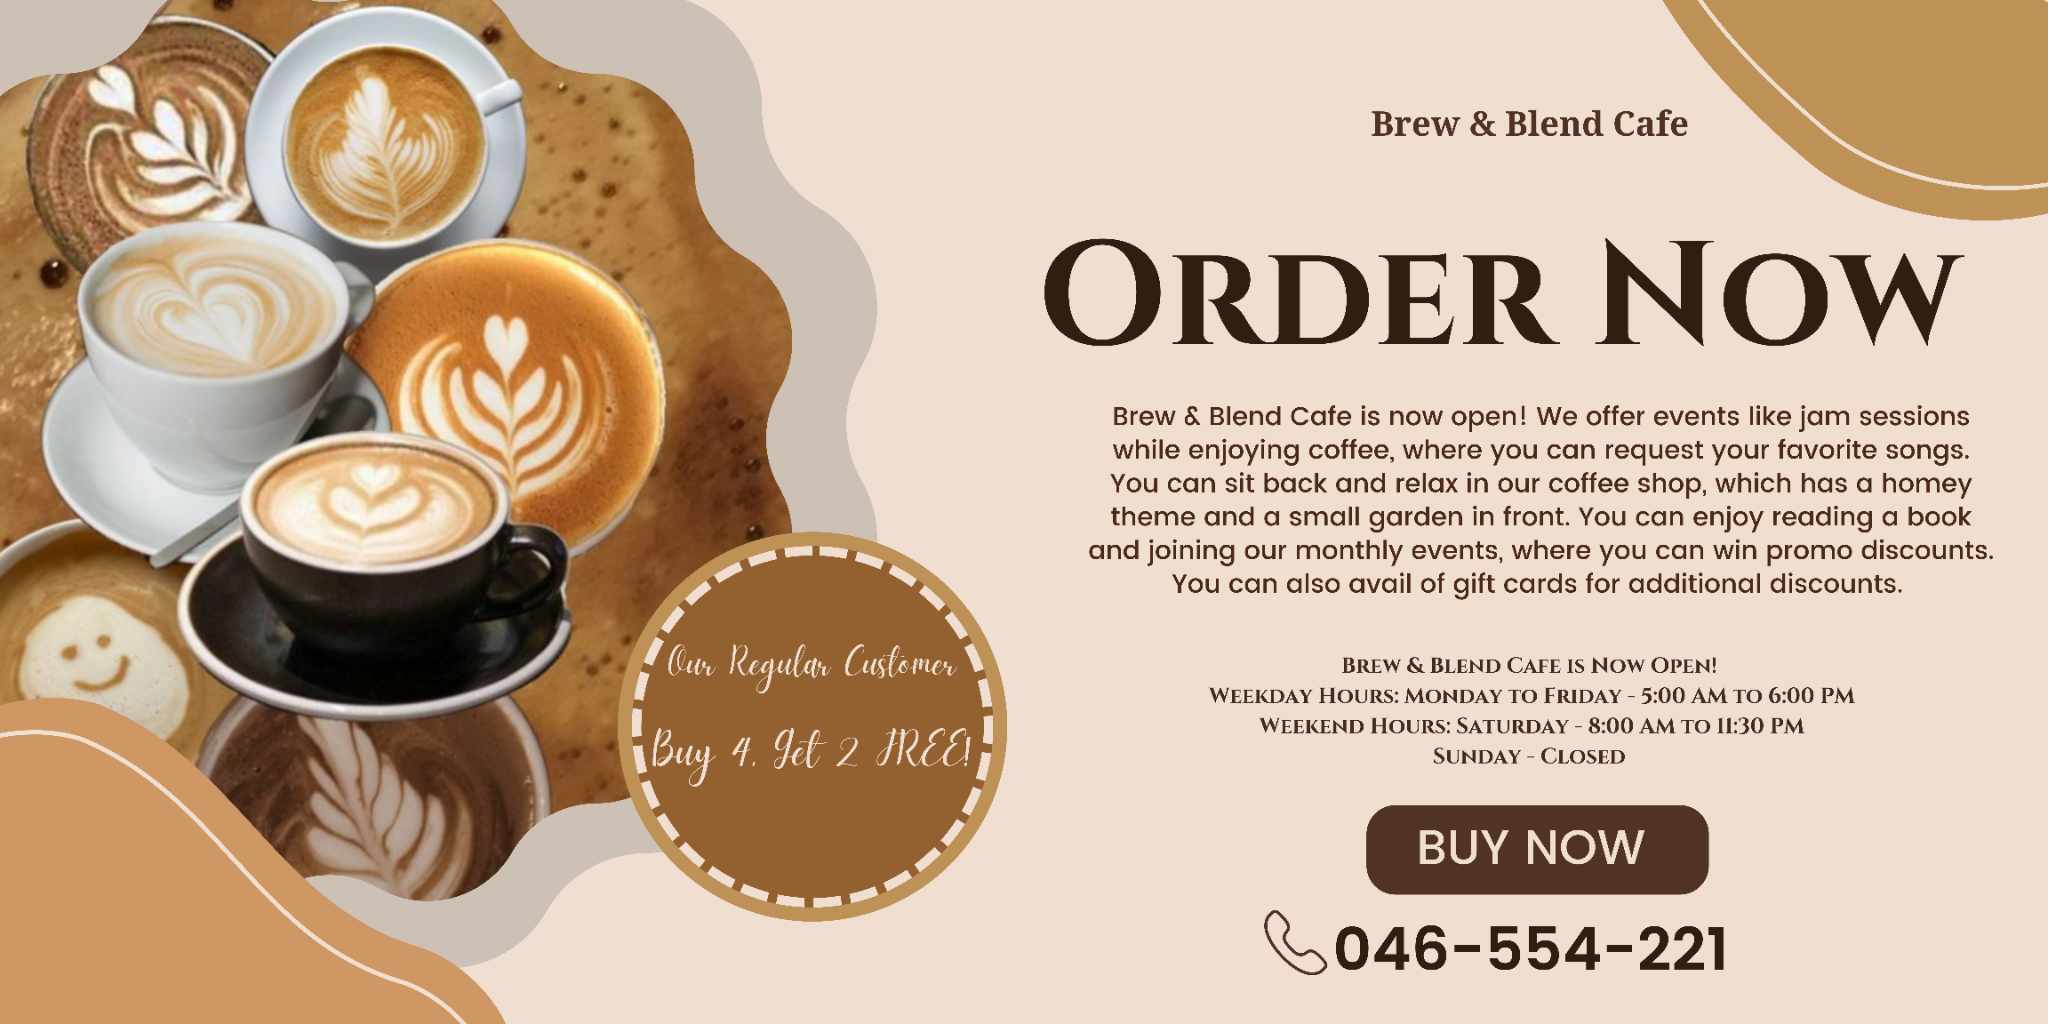 Brew & Blend Cafe
ORDER NOW
Brew & Blend Cafe is now open! We offer events like jam sessions
while enjoying coffee, where you can request your favorite songs.
You can sit back and relax in our coffee shop, which has a homey
theme and a small garden in front. You can enjoy reading a book
and joining our monthly events, where you can win promo discounts.
You can also avail of gift cards for additional discounts.
Brew & Blend Cafe is Now Open!
Weekday Hours: Monday to Friday - 5:00 AM to 6:00 PM
Weekend Hours: Saturday - 8:00 AM to 11:30 PM
Sunday - Closed
BUY NOW
046-554-221
Our Regular Customer
Buy 4, Get 2 FREE!